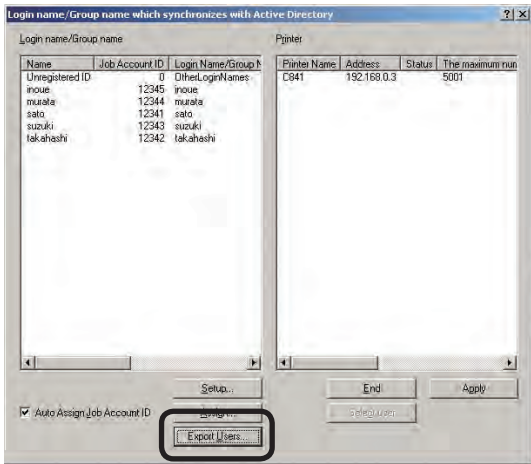 Login name/Group name which synchronizes with Active Directory
Login name/Group name
Name Job Account ID Login Name/Group N
Unregistered ID 0 OtherLoginNames
inoue 12345 inoue
murata 12344 murata
sato 12341 sato
suzuki 12343 suzuki
takahashi 12342 takahashi
Printer
Printer Name Address Status The maximum num
C841 192.168.0.3 5001
Setup...
End
Apply
Auto Assign Job Account ID
Assign...
Select user
Export Users...